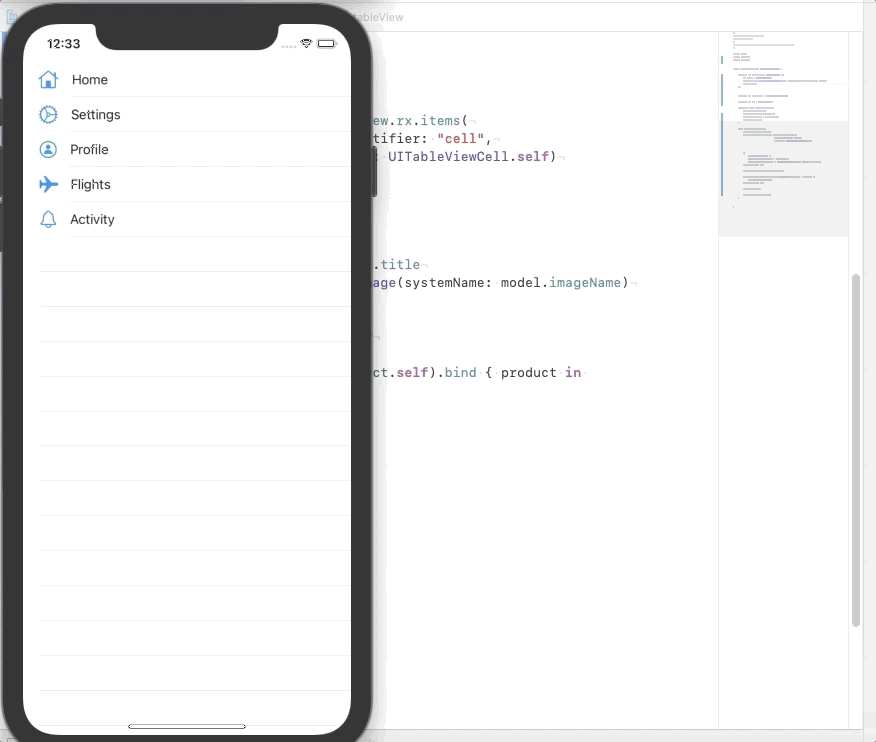 ableView
12:33
Home
Settings
Profile
Flights
Activity
ew.rx.items(
tifier: "cell",
: UITableViewCell.self)
.title
age(systemName: model.imageName)
ct.self).bind { product in